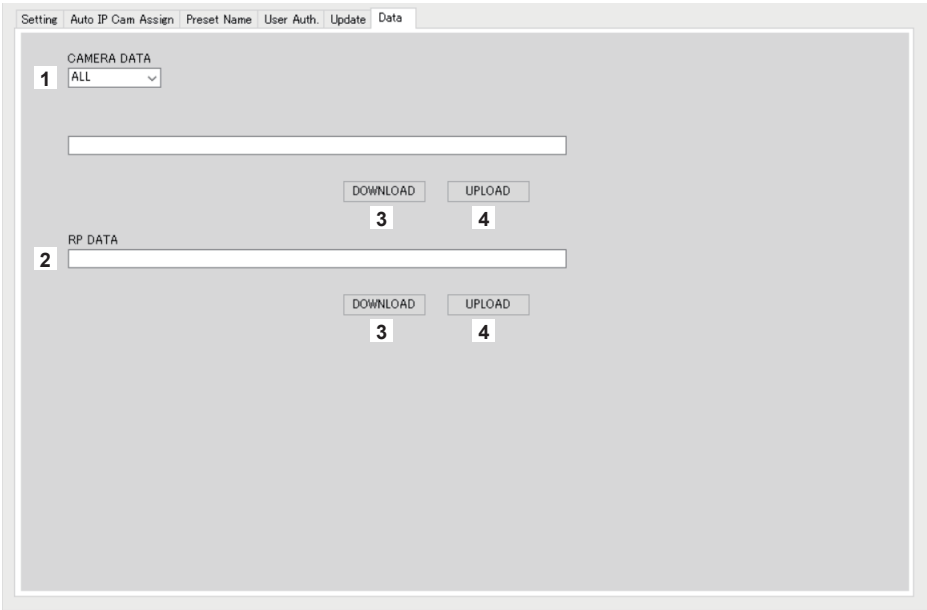 Setting Auto IP Cam Assign Preset Name User Auth. Update Data
CAMERA DATA
1 ALL
DOWNLOAD UPLOAD
3 4
RP DATA
2
DOWNLOAD UPLOAD
3 4